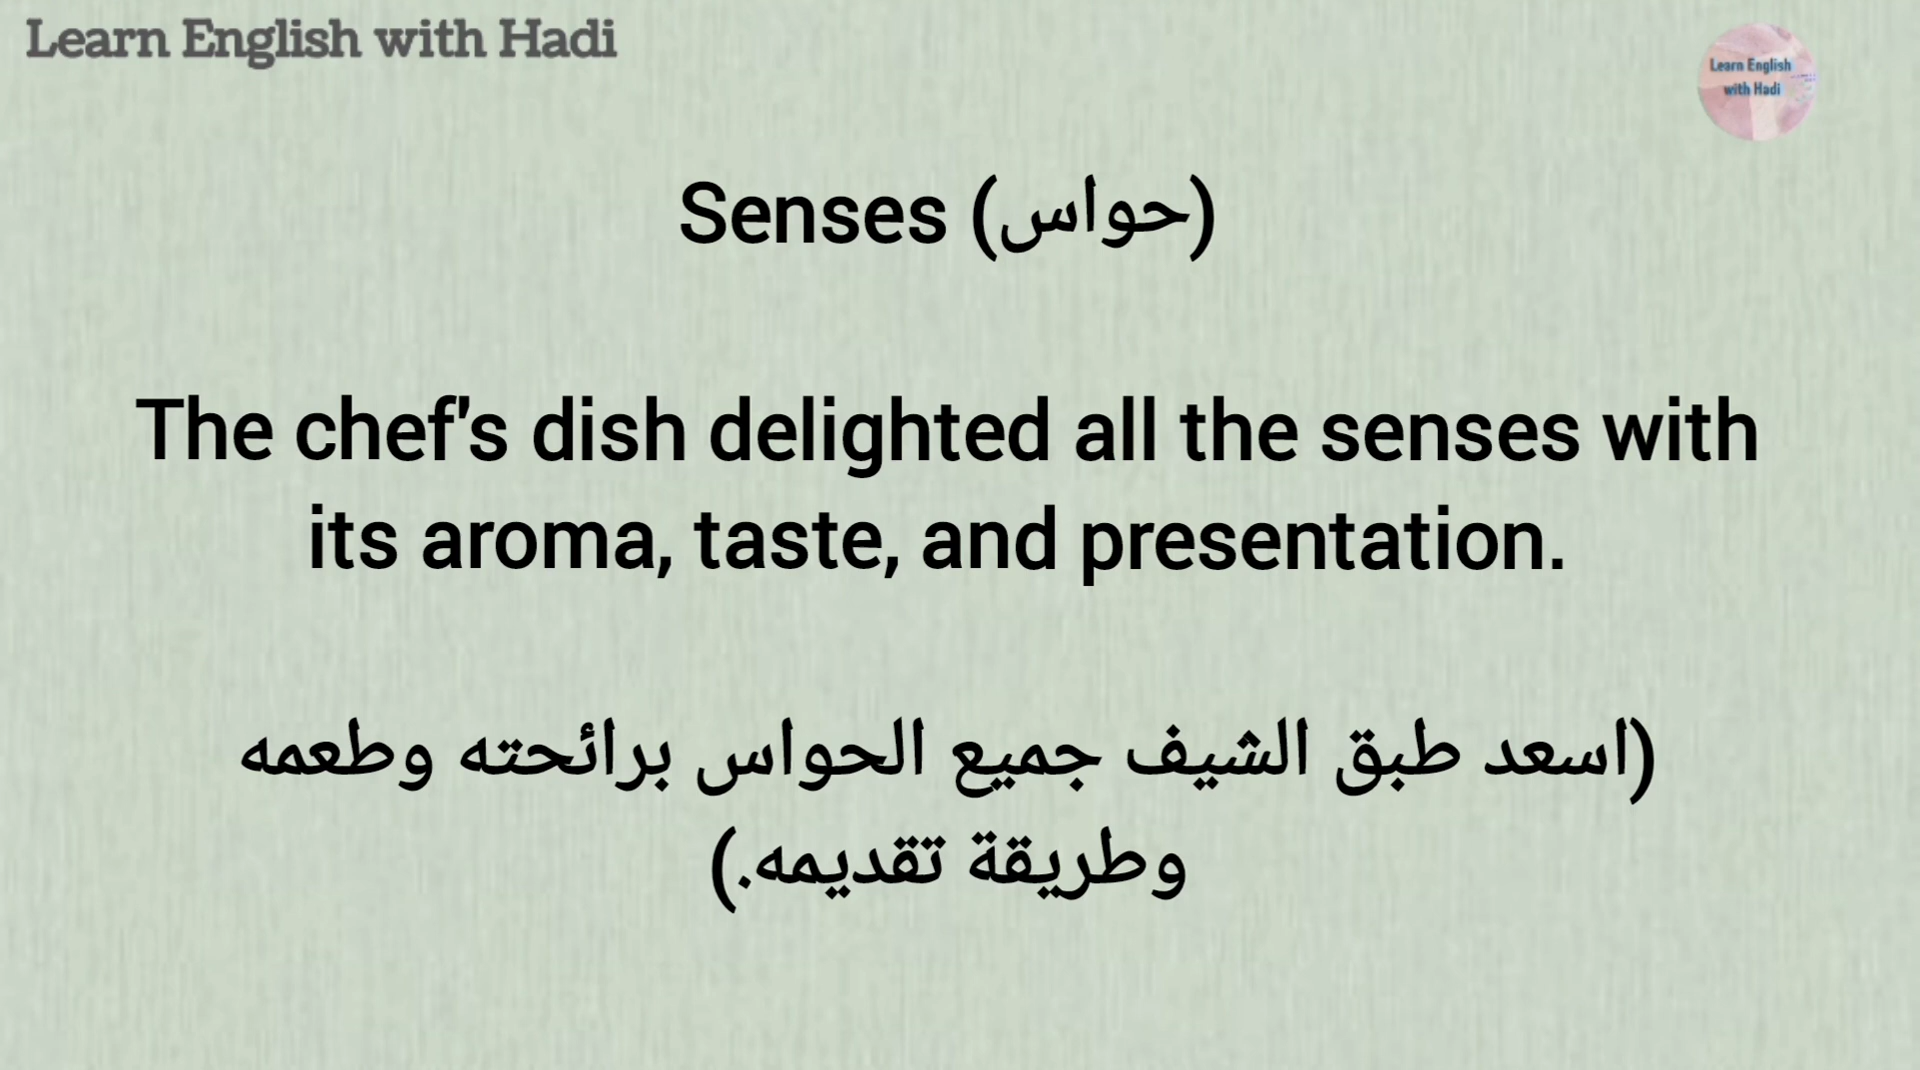 Learn English with Hadi
Learn English
with Hadi
Senses (حواس)
The chef's dish delighted all the senses with
its aroma, taste, and presentation.
(اسعد طبق الشيف جميع الحواس برائحته وطعمه
وطريقة تقديمه.)